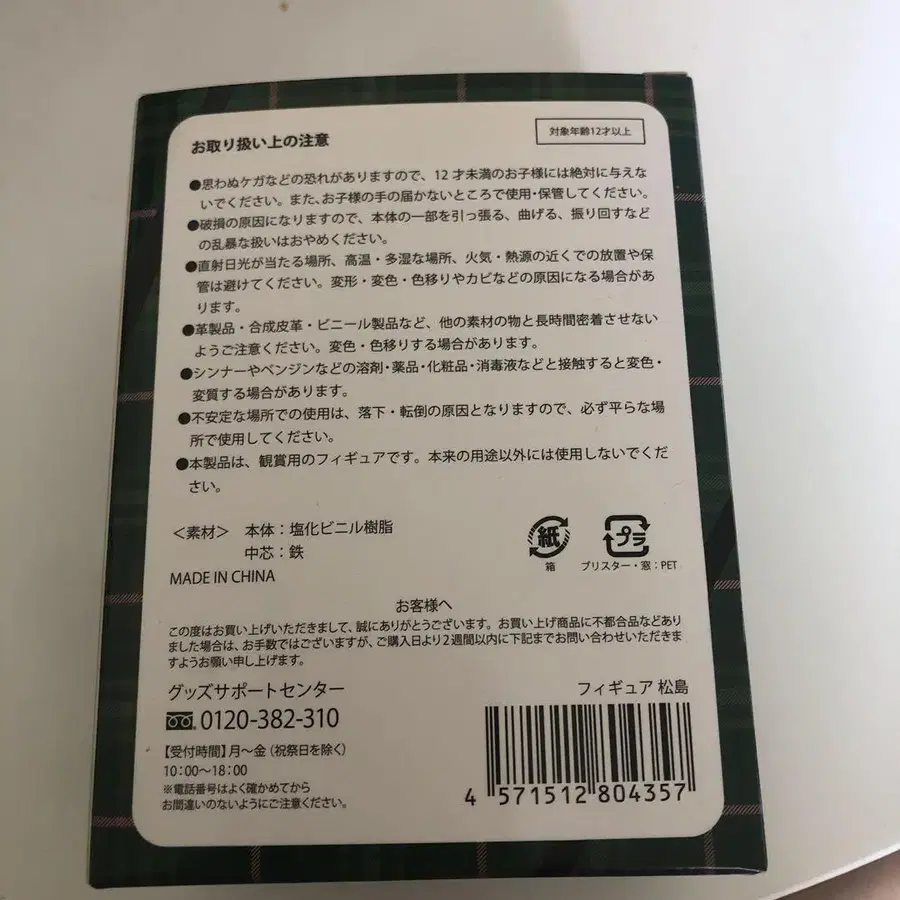 お取り扱い上の注意
対象年齢12才以上
●思わぬケガなどの恐れがありますので、12 才未満のお子様には絶対に与えな
いでください。また、お子様の手の届かないところで使用・保管してください。
●破損の原因になりますので、本体の一部を引っ張る、曲げる、振り回すなど
の乱暴な扱いはおやめください。
●直射日光が当たる場所、高温・多湿な場所、火気・熱源の近くでの放置や保
管は避けてください。変形・変色・色移りやカビなどの原因になる場合があ
ります。
●革製品・合成皮革・ビニール製品など、他の素材の物と長時間密着させない
ようご注意ください。変色・色移りする場合があります。
●シンナーやベンジンなどの溶剤・薬品・化粧品・消毒液などと接触すると変色・
変質する場合があります。
●不安定な場所での使用は、落下・転倒の原因となりますので、必ず平らな場
所で使用してください。
●本製品は、観賞用のフィギュアです。本来の用途以外には使用しないでくだ
さい。
＜素材＞ 本体：塩化ビニル樹脂
中芯：鉄
MADE IN CHINA
紙
箱
プラ
ブリスター・窓：PET
お客様へ
この度はお買い上げいただきまして、誠にありがとうございます。お買い上げ商品に不都合品などあり
ました場合は、お手数ではございますが、ご購入日より2週間以内に下記までお問い合わせいただきま
すようお願い申し上げます。
グッズサポートセンター
0120-382-310
【受付時間】月〜金（祝祭日を除く）
10：00〜18：00
※電話番号はよく確かめてから
お間違いのないようにご注意ください。
フィギュア 松島
4 571512 804357